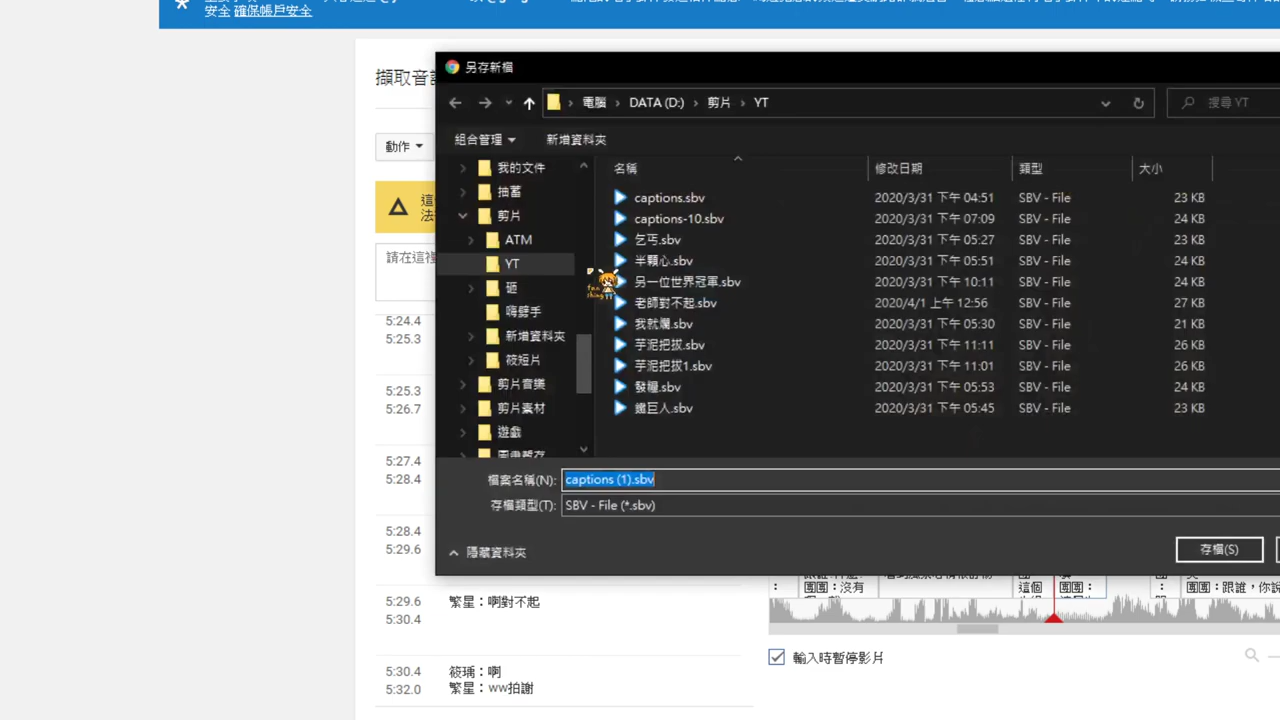 安全 確保帳戶安全
另存新檔
擷取音
電腦 › DATA (D:) › 剪片 › YT
搜尋 YT
動作
組合管理
新增資料夾
我的文件
抽蓄
剪片
ATM
YT
砸
嗨劈手
新增資料夾
筱短片
剪片音樂
剪片素材
遊戲
名稱 修改日期 類型 大小
captions.sbv 2020/3/31 下午 04:51 SBV - File 23 KB
captions-10.sbv 2020/3/31 下午 07:09 SBV - File 24 KB
乞丐.sbv 2020/3/31 下午 05:27 SBV - File 23 KB
半顆心.sbv 2020/3/31 下午 05:51 SBV - File 24 KB
另一位世界冠軍.sbv 2020/3/31 下午 10:11 SBV - File 24 KB
老師對不起.sbv 2020/4/1 上午 12:56 SBV - File 27 KB
我就爛.sbv 2020/3/31 下午 05:30 SBV - File 21 KB
芋泥把拔.sbv 2020/3/31 下午 11:11 SBV - File 26 KB
芋泥把拔1.sbv 2020/3/31 下午 11:01 SBV - File 26 KB
發糧.sbv 2020/3/31 下午 05:53 SBV - File 24 KB
鐵巨人.sbv 2020/3/31 下午 05:45 SBV - File 23 KB
檔案名稱(N): captions (1).sbv
存檔類型(T): SBV - File (*.sbv)
隱藏資料夾
存檔(S)
這
法
請在這裡
5:24.4
5:25.3
5:25.3
5:26.7
5:27.4
5:28.4
5:28.4
5:29.6
5:29.6 繁星：啊對不起
5:30.4
5:30.4 筱瑀：啊
5:32.0 繁星：ww拍謝
團團：沒有
這個
團團：
團團：跟誰，你說
輸入時暫停影片